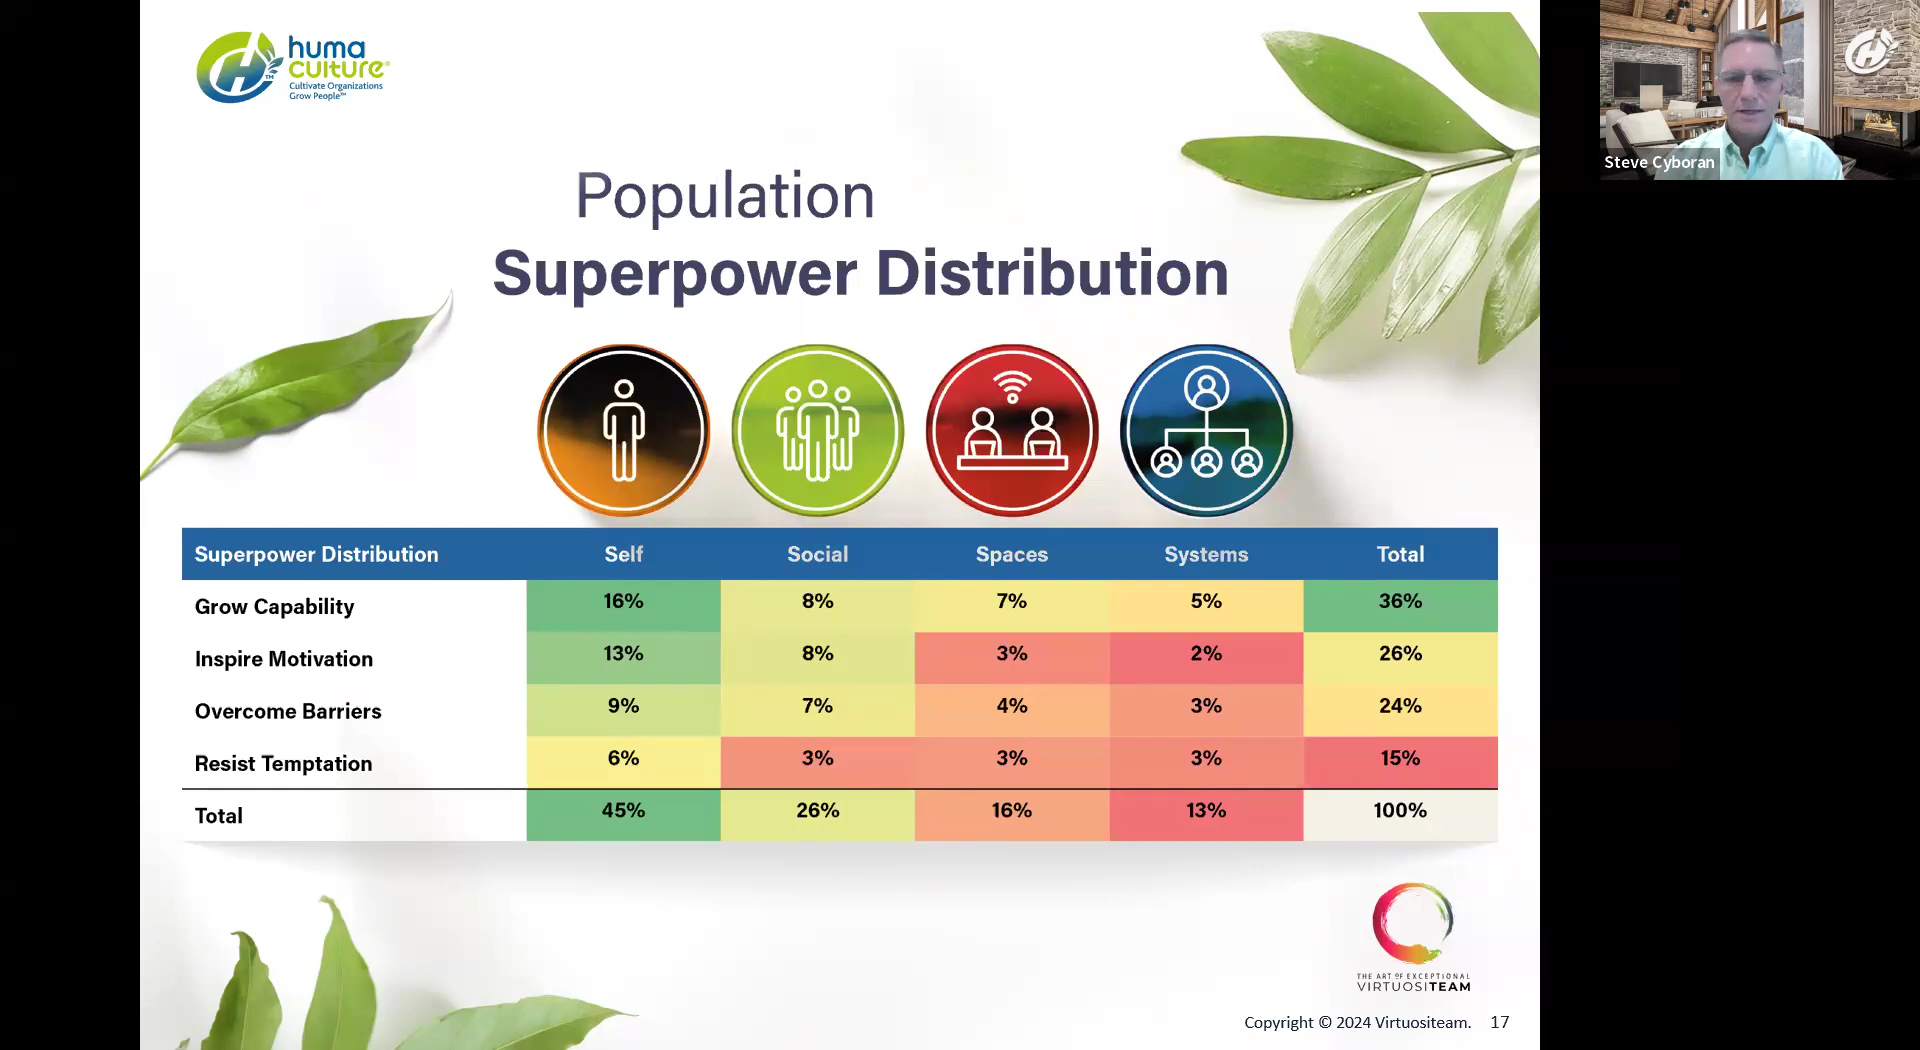 huma
culture®
Cultivate Organizations
Grow People™
Steve Cyboran
Population
Superpower Distribution
Superpower Distribution Self Social Spaces Systems Total
Grow Capability 16% 8% 7% 5% 36%
Inspire Motivation 13% 8% 3% 2% 26%
Overcome Barriers 9% 7% 4% 3% 24%
Resist Temptation 6% 3% 3% 3% 15%
Total 45% 26% 16% 13% 100%
THE ART OF EXCEPTIONAL
VIRTUOSITEAM
Copyright © 2024 Virtuositeam. 17